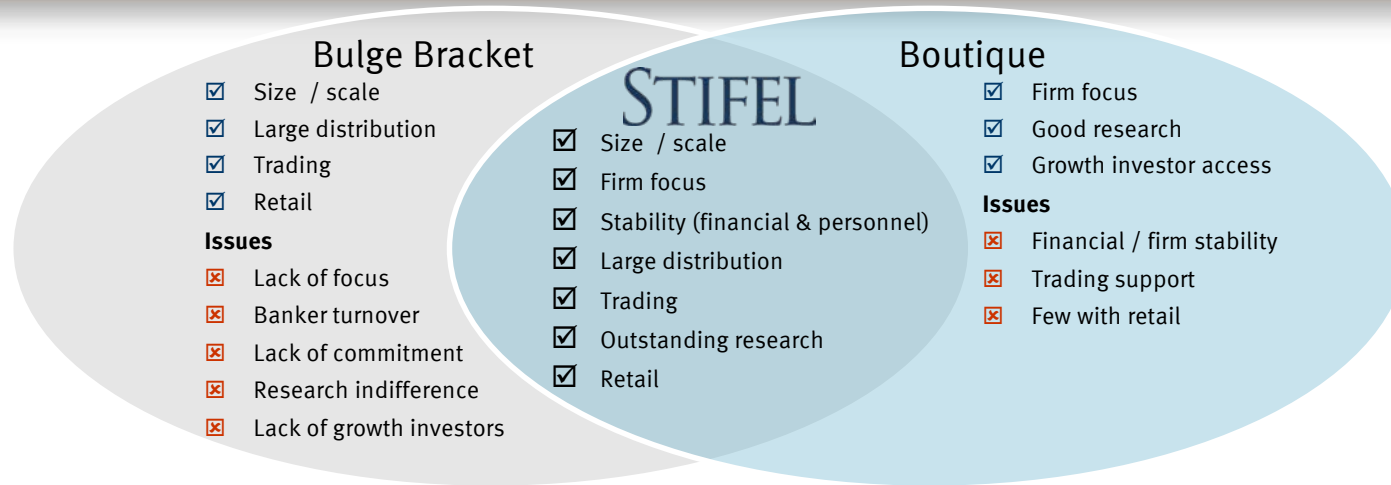 Bulge Bracket
Size / scale
Large distribution
Trading
Retail
Issues
Lack of focus
Banker turnover
Lack of commitment
Research indifference
Lack of growth investors
STIFEL
Size / scale
Firm focus
Stability (financial & personnel)
Large distribution
Trading
Outstanding research
Retail
Boutique
Firm focus
Good research
Growth investor access
Issues
Financial / firm stability
Trading support
Few with retail